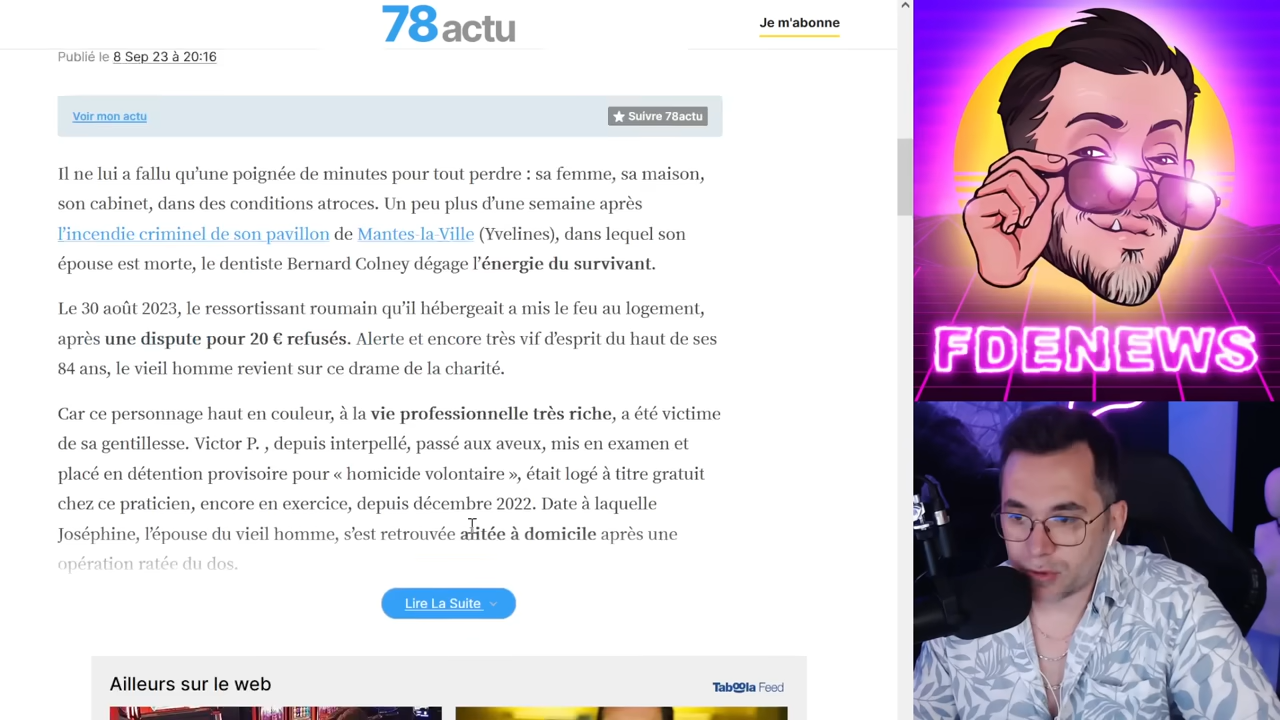 78 actu
Je m'abonne
Publié le 8 Sep 23 à 20:16
Voir mon actu
Suivre 78actu
Il ne lui a fallu qu'une poignée de minutes pour tout perdre : sa femme, sa maison,
son cabinet, dans des conditions atroces. Un peu plus d'une semaine après
l'incendie criminel de son pavillon de Mantes-la-Ville (Yvelines), dans lequel son
épouse est morte, le dentiste Bernard Colney dégage l'énergie du survivant.
Le 30 août 2023, le ressortissant roumain qu'il hébergeait a mis le feu au logement,
après une dispute pour 20 € refusés. Alerte et encore très vif d'esprit du haut de ses
84 ans, le vieil homme revient sur ce drame de la charité.
Car ce personnage haut en couleur, à la vie professionnelle très riche, a été victime
de sa gentillesse. Victor P. , depuis interpellé, passé aux aveux, mis en examen et
placé en détention provisoire pour « homicide volontaire », était logé à titre gratuit
chez ce praticien, encore en exercice, depuis décembre 2022. Date à laquelle
Joséphine, l'épouse du vieil homme, s'est retrouvée alitée à domicile après une
opération ratée du dos.
Lire La Suite
Ailleurs sur le web
Taboola Feed
FDENEWS